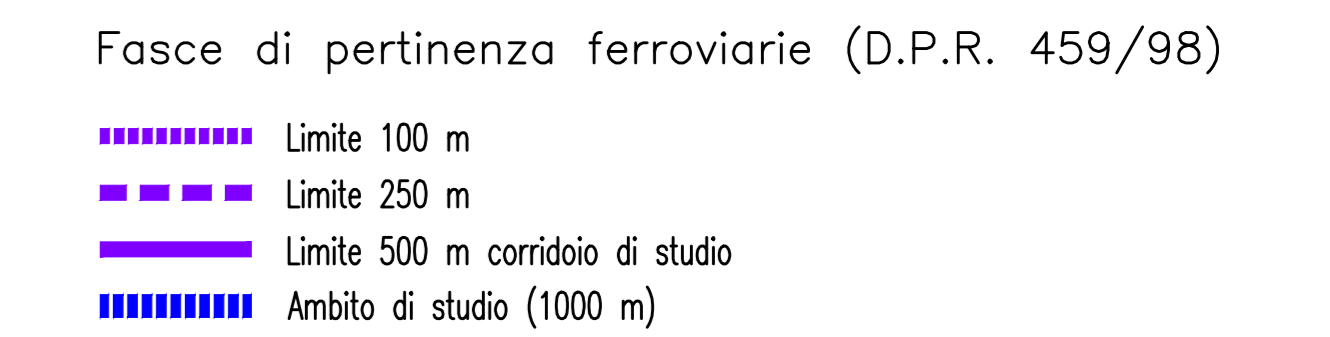 Fasce di pertinenza ferroviarie (D.P.R. 459/98)
Limite 100 m
Limite 250 m
Limite 500 m corridoio di studio
Ambito di studio (1000 m)